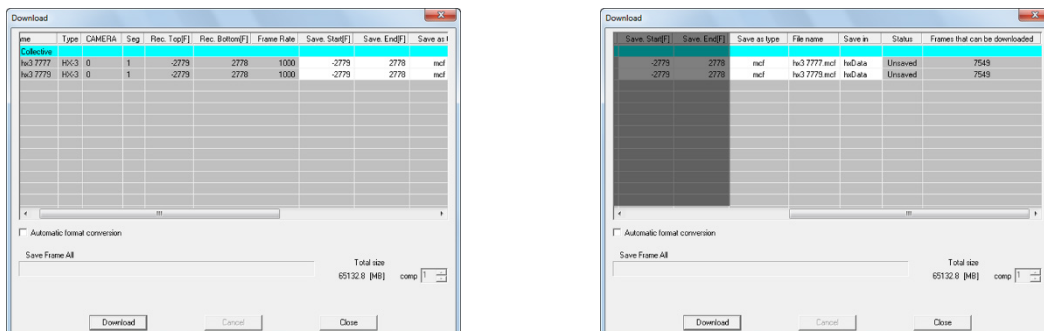 Download
me Type CAMERA Seg Rec. Top[F] Rec. Bottom[F] Frame Rate Save. Start[F] Save. End[F] Save as t
Collective
hx3 7777 HX-3 0 1 -2779 2778 1000 -2779 2778 mcf
hx3 7779 HX-3 0 1 -2779 2778 1000 -2779 2778 mcf
Automatic format conversion
Save Frame All
Total size
65132.8 [MB] comp 1
Download Cancel Close
Download
Save. Start[F] Save. End[F] Save as type File name Save in Status Frames that can be downloaded
-2779 2778 mcf hx3 7777.mcf hxData Unsaved 7549
-2779 2778 mcf hx3 7779.mcf hxData Unsaved 7549
Automatic format conversion
Save Frame All
Total size
65132.8 [MB] comp 1
Download Cancel Close